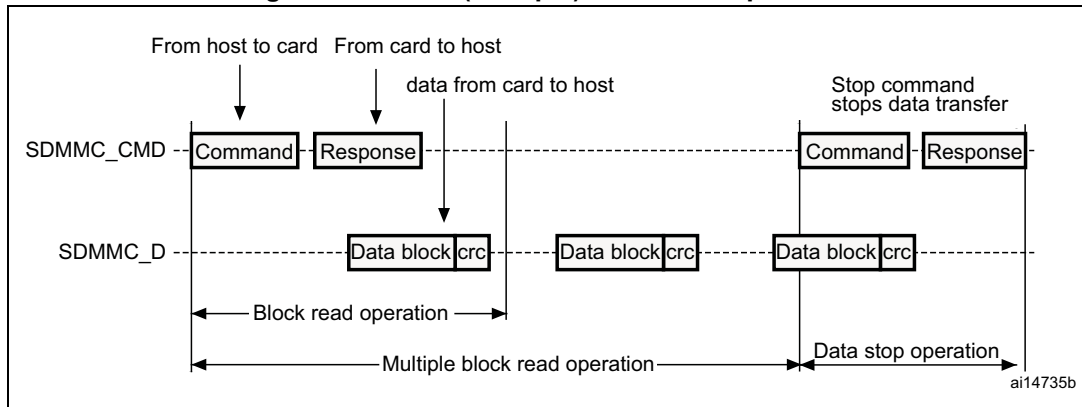 From host to card
From card to host
data from card to host
Stop command
stops data transfer
SDMMC_CMD
Command
Response
Command
Response
SDMMC_D
Data block
crc
Data block
crc
Data block
crc
Block read operation
Multiple block read operation
Data stop operation
ai14735b